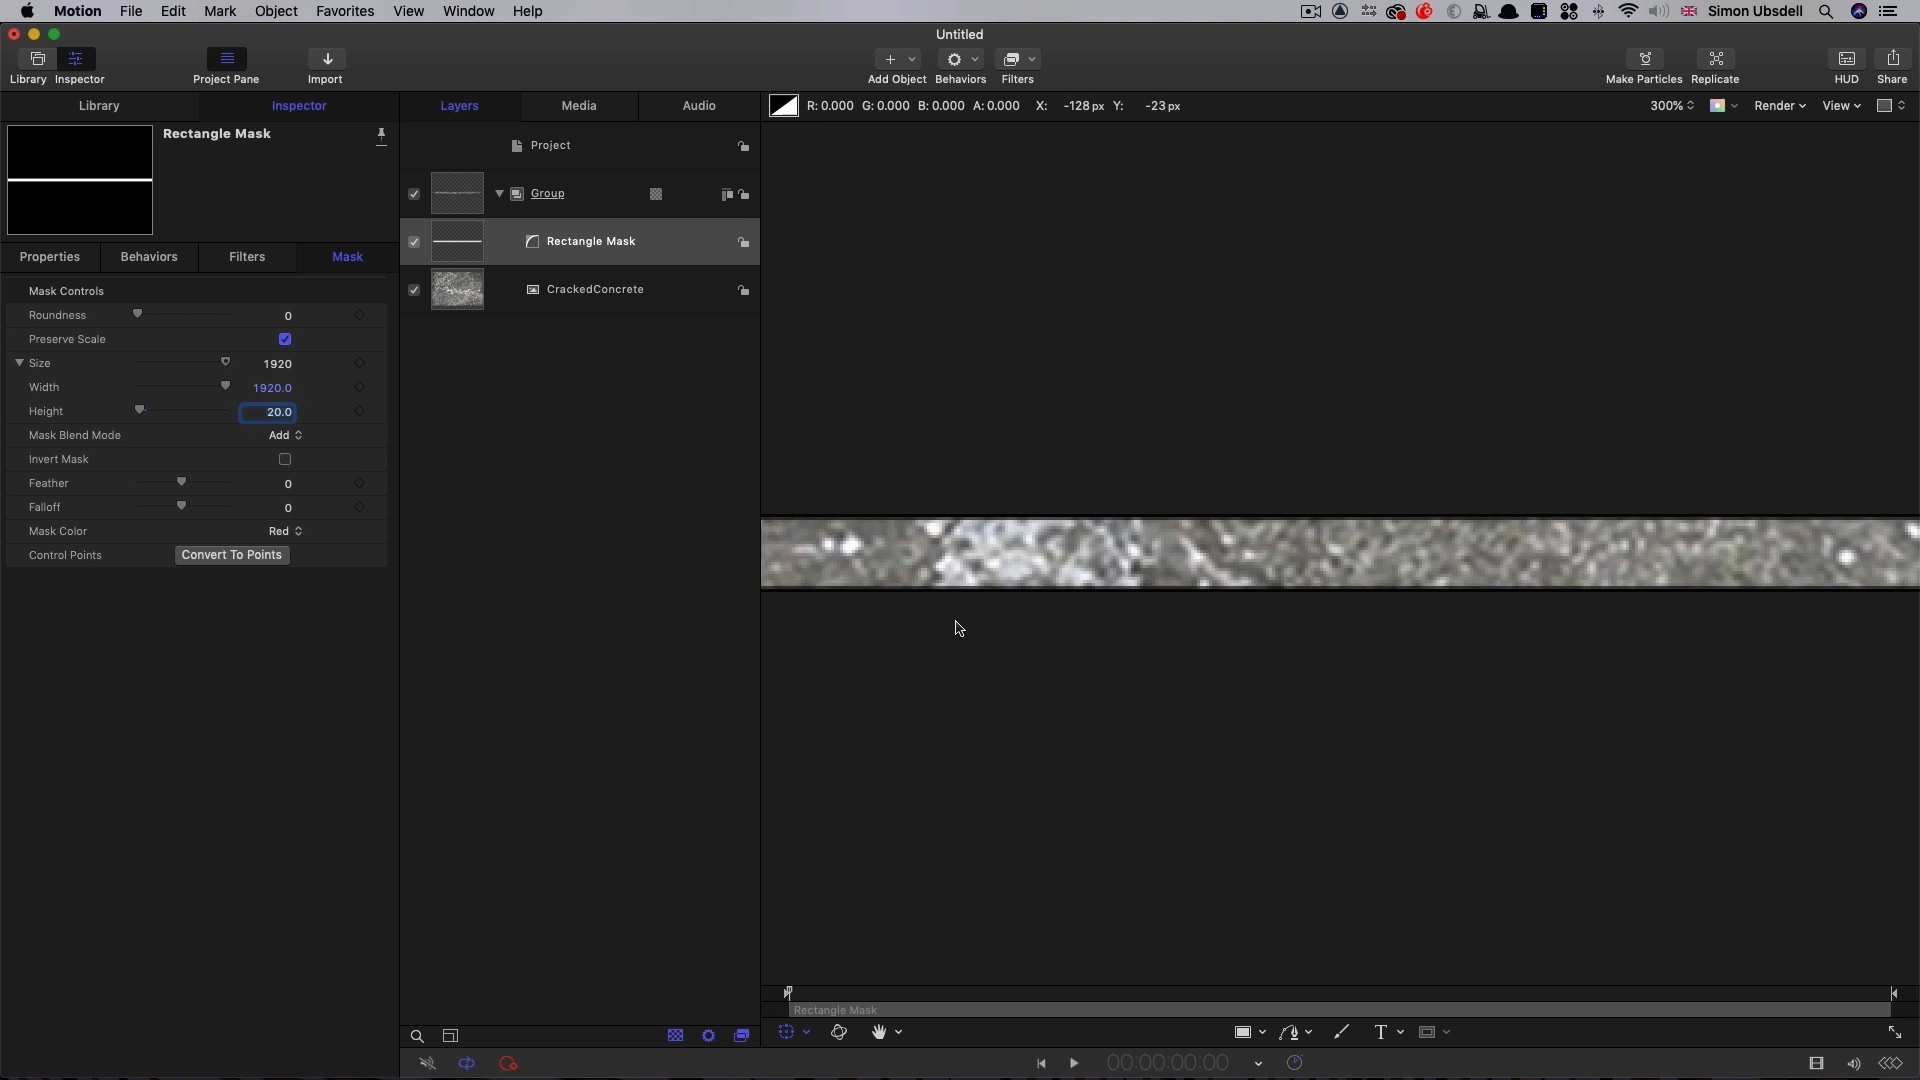 Motion File Edit Mark Object Favorites View Window Help Simon Ubsdell
Untitled
Library Inspector Project Pane Import Add Object Behaviors Filters Make Particles Replicate HUD Share
Library Inspector Layers Media Audio R: 0.000 G: 0.000 B: 0.000 A: 0.000 X: -128 px Y: -23 px 300% Render View
Rectangle Mask
Project
Group
Rectangle Mask
CrackedConcrete
Properties Behaviors Filters Mask
Mask Controls
Roundness 0
Preserve Scale
Size 1920
Width 1920.0
Height 20.0
Mask Blend Mode Add
Invert Mask
Feather 0
Falloff 0
Mask Color Red
Control Points Convert To Points
Rectangle Mask
T
00:00:00:00